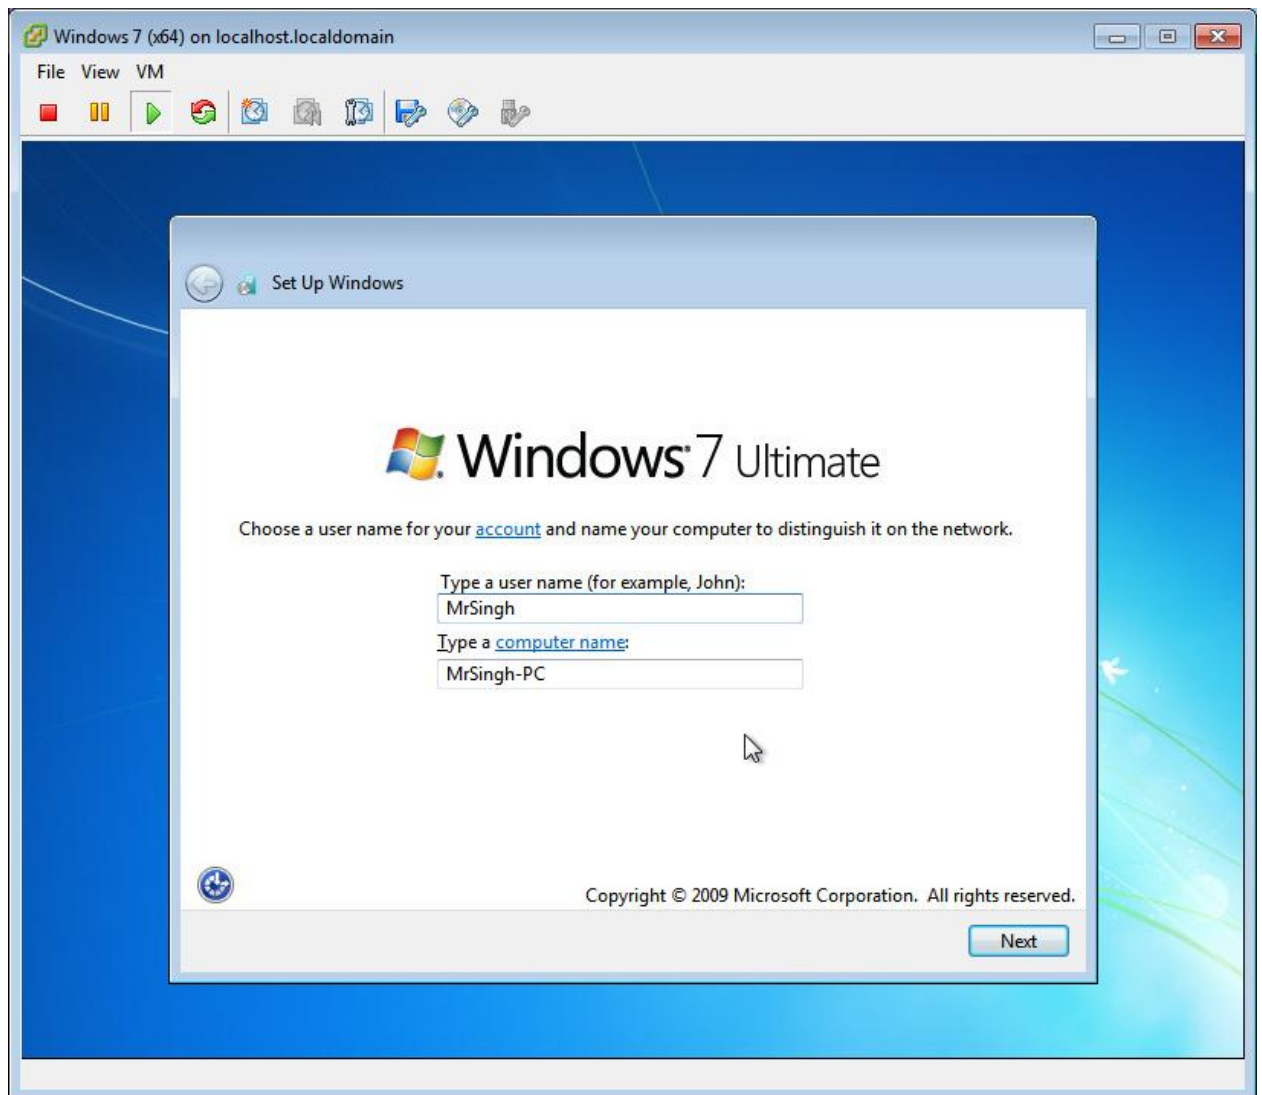 Windows 7 (x64) on localhost.localdomain
File View VM
Set Up Windows
Windows 7 Ultimate
Choose a user name for your account and name your computer to distinguish it on the network.
Type a user name (for example, John):
MrSingh
Type a computer name:
MrSingh-PC
Copyright © 2009 Microsoft Corporation. All rights reserved.
Next